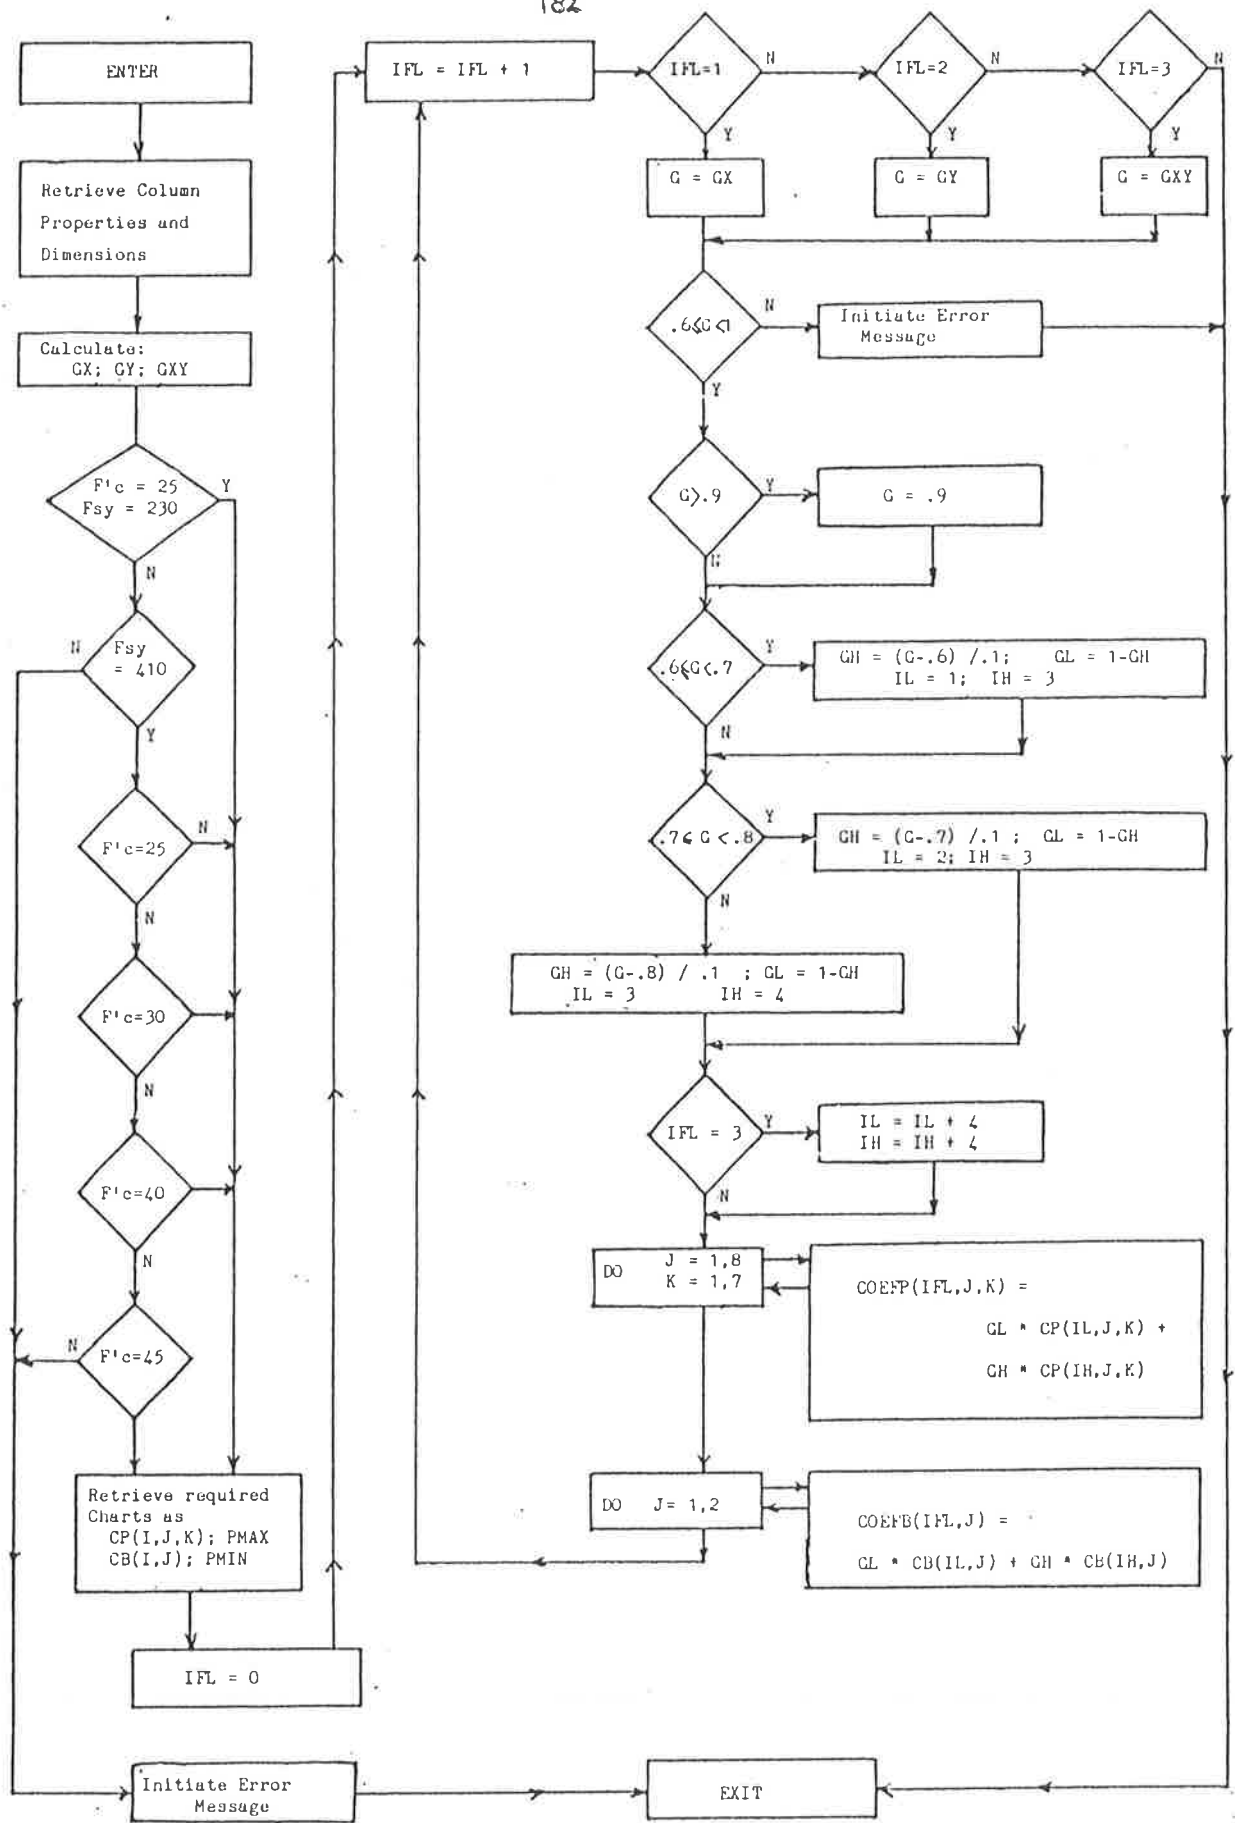 182
ENTER
Retrieve Column
Properties and
Dimensions
Calculate:
GX; GY; GXY
F'c = 25
Fsy = 230
Y
N
Fsy
= 410
N
Y
F'c=25
N
N
F'c=30
N
F'c=40
N
F'c=45
N
Retrieve required
Charts as
CP(I,J,K); PMAX
CB(I,J); PMIN
IFL = 0
Initiate Error
Message
EXIT
IFL = IFL + 1
IFL=1
N
Y
IFL=2
N
Y
IFL=3
N
Y
G = GX
G = GY
G = GXY
.6≤G<1
N
Y
Initiate Error
Message
G>.9
Y
N
G = .9
.6≤G<.7
Y
N
GH = (G-.6) /.1; GL = 1-GH
IL = 1; IH = 3
.7≤G<.8
Y
N
GH = (G-.7) /.1 ; GL = 1-GH
IL = 2; IH = 3
GH = (G-.8) / .1 ; GL = 1-GH
IL = 3 IH = 4
IFL = 3
Y
N
IL = IL + 4
IH = IH + 4
DO J = 1,8
K = 1,7
COEFP(IFL,J,K) =
GL * CP(IL,J,K) +
GH * CP(IH,J,K)
DO J= 1,2
COEFB(IFL,J) =
GL * CB(IL,J) + GH * CB(IH,J)